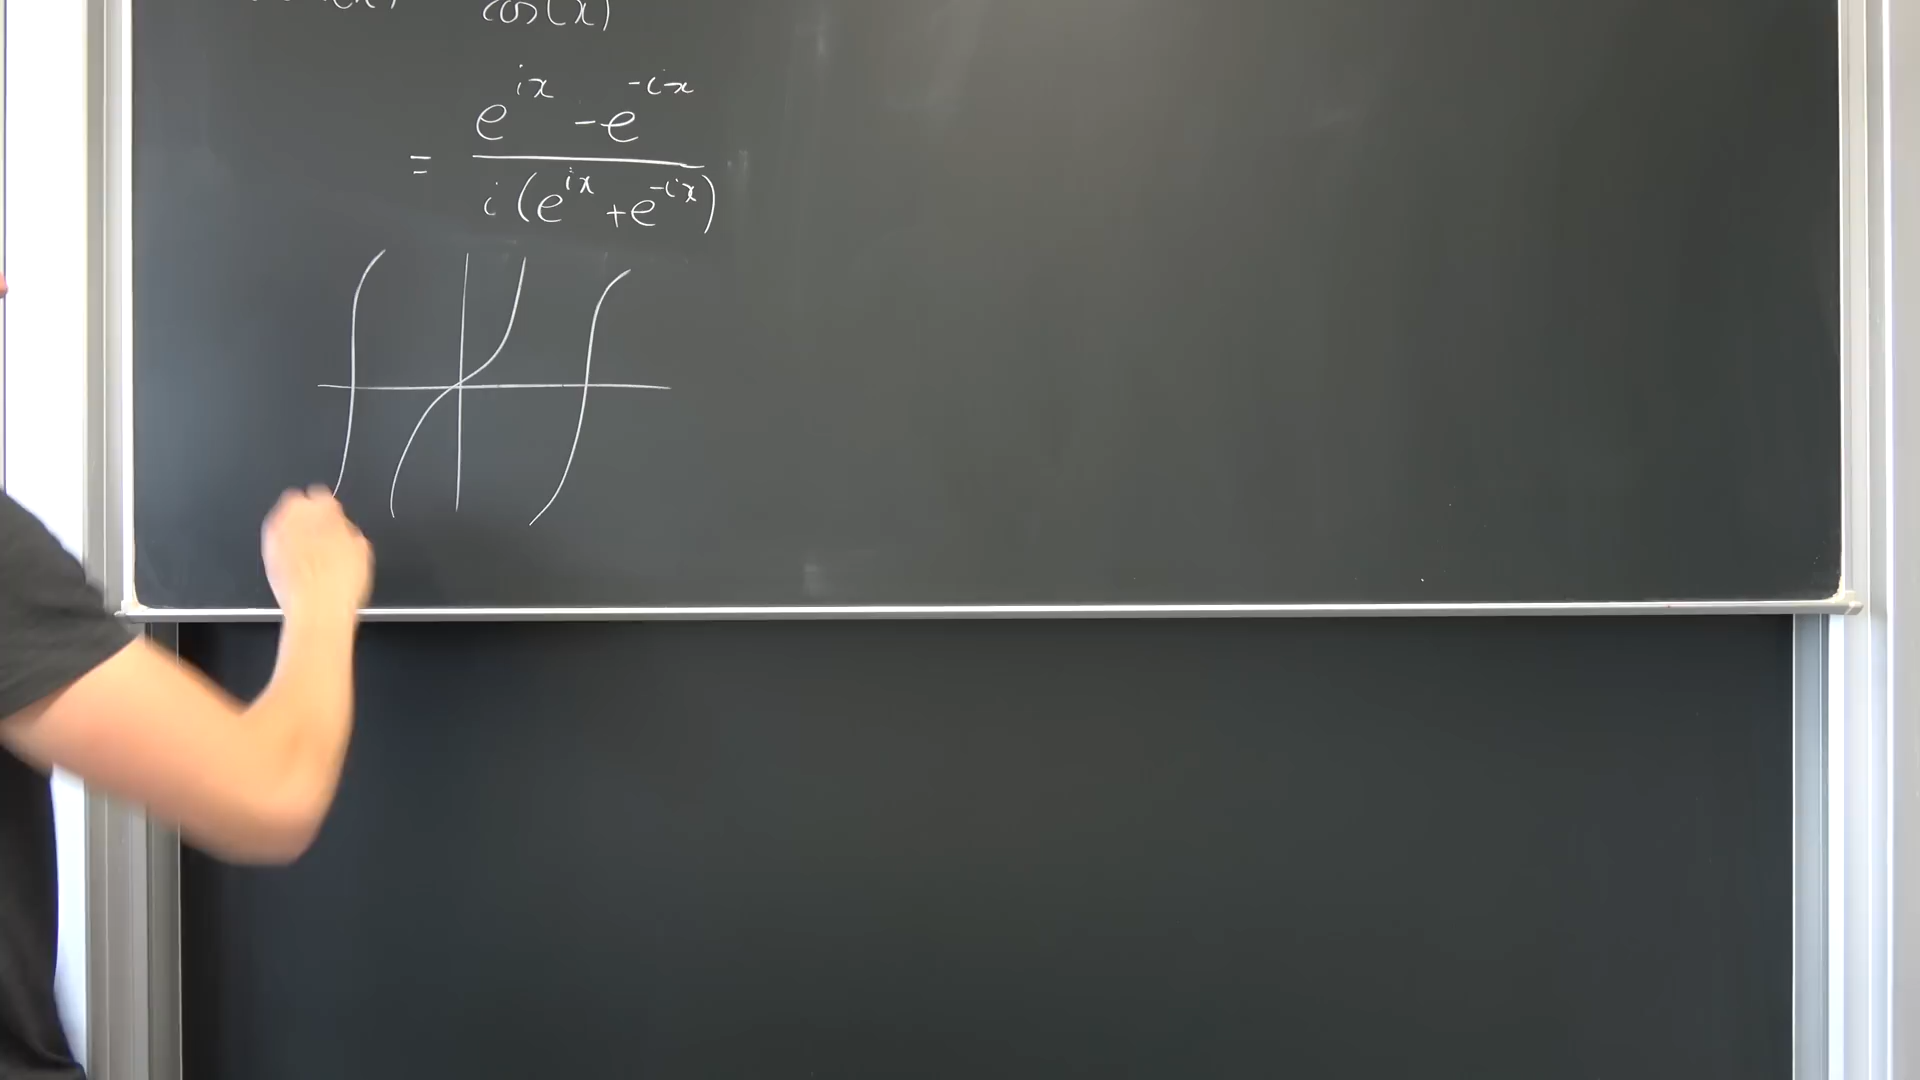 cos(x)
= e^{ix} - e^{-ix}
i(e^{ix} + e^{-ix})